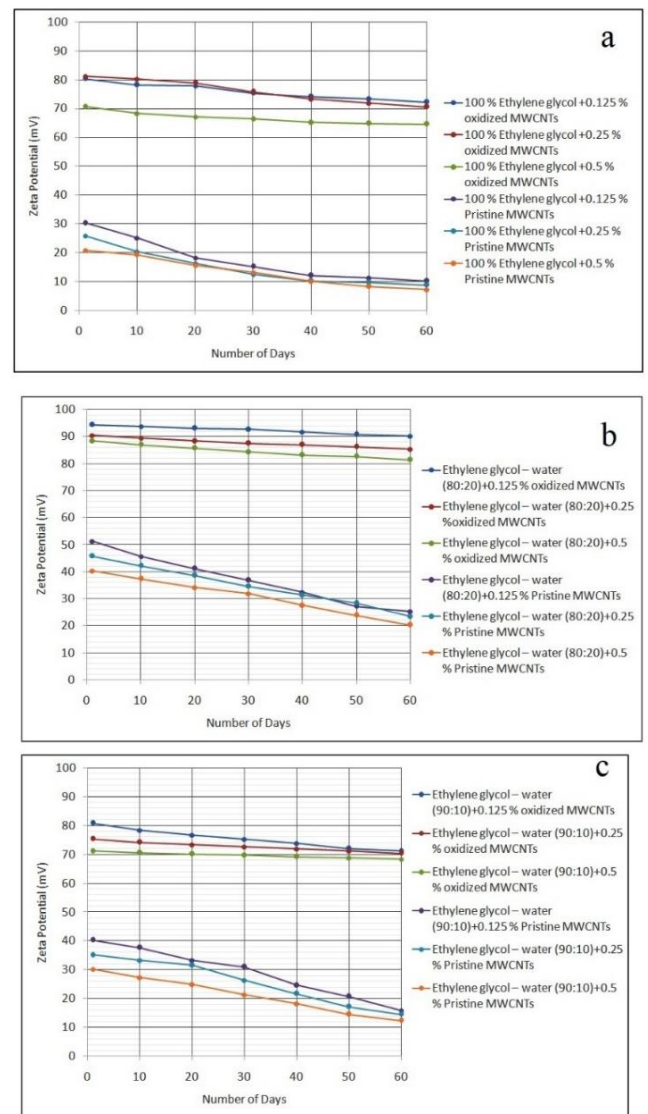 a
100
90
80
70
60
50
40
30
20
10
0
Zeta Potential (mV)
0 10 20 30 40 50 60
Number of Days
100 % Ethylene glycol +0.125 %
oxidized MWCNTs
100 % Ethylene glycol +0.25 %
oxidized MWCNTs
100 % Ethylene glycol +0.5 %
oxidized MWCNTs
100 % Ethylene glycol +0.125 %
Pristine MWCNTs
100 % Ethylene glycol +0.25 %
Pristine MWCNTs
100 % Ethylene glycol +0.5 %
Pristine MWCNTs
b
100
90
80
70
60
50
40
30
20
10
0
Zeta Potential (mV)
0 10 20 30 40 50 60
Number of Days
Ethylene glycol – water
(80:20)+0.125 % oxidized MWCNTs
Ethylene glycol – water (80:20)+0.25
%oxidized MWCNTs
Ethylene glycol – water (80:20)+0.5
% oxidized MWCNTs
Ethylene glycol – water
(80:20)+0.125 % Pristine MWCNTs
Ethylene glycol – water (80:20)+0.25
% Pristine MWCNTs
Ethylene glycol – water (80:20)+0.5
% Pristine MWCNTs
c
100
90
80
70
60
50
40
30
20
10
0
Zeta Potential (mV)
0 10 20 30 40 50 60
Number of Days
Ethylene glycol – water
(90:10)+0.125 % oxidized MWCNTs
Ethylene glycol – water (90:10)+0.25
% oxidized MWCNTs
Ethylene glycol – water (90:10)+0.5
% oxidized MWCNTs
Ethylene glycol – water
(90:10)+0.125 % Pristine MWCNTs
Ethylene glycol – water (90:10)+0.25
% Pristine MWCNTs
Ethylene glycol – water (90:10)+0.5
% Pristine MWCNTs